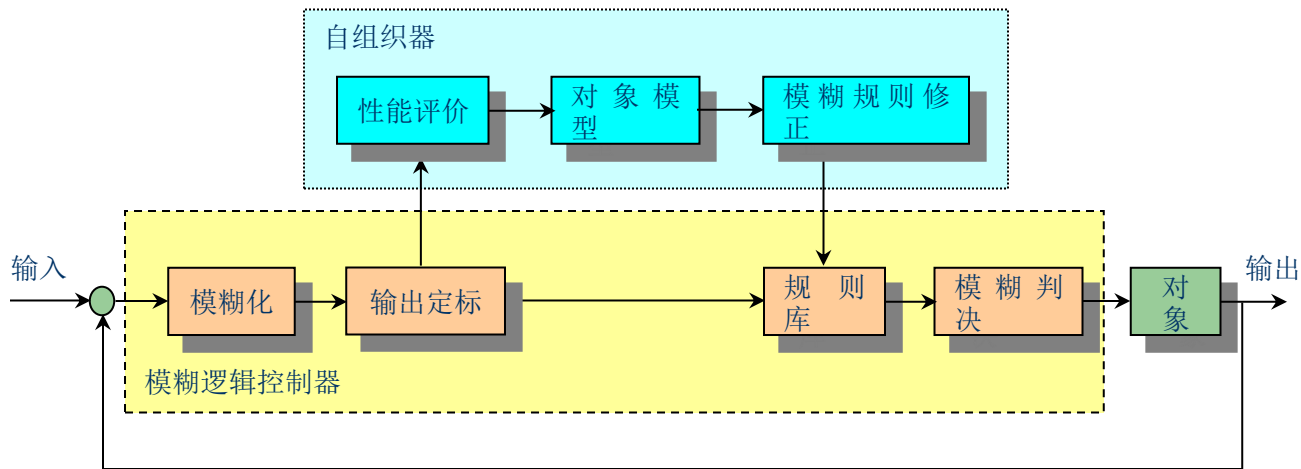 自组织器
性能评价
对象模
型
模糊规则修
正
输入
模糊化
输出定标
规则
库
模糊判
决
对
象
输出
模糊逻辑控制器